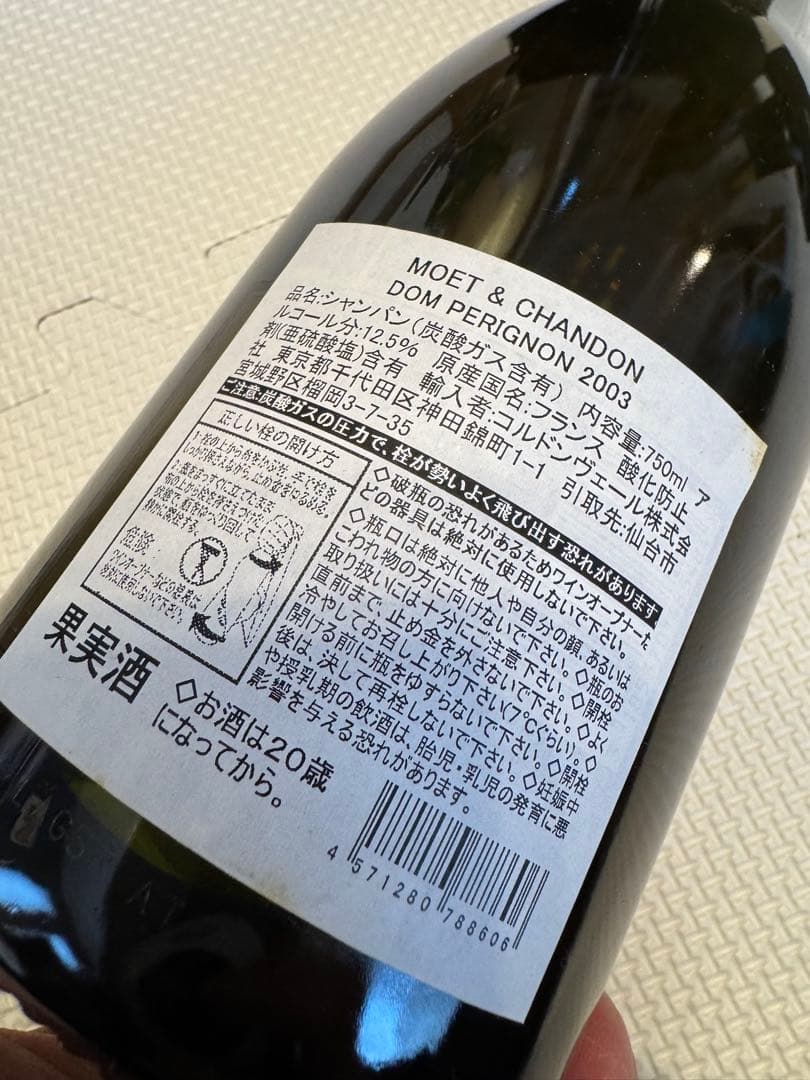 MOET & CHANDON
DOM PERIGNON 2003
品名:シャンパン(炭酸ガス含有) 内容量:750ml ア
ルコール分:12.5% 原産国名:フランス 酸化防止
剤(亜硫酸塩)含有 輸入者:コルドンヴェール株式会
社 東京都千代田区神田錦町1-1 引取先:仙台市
宮城野区榴岡3-7-35
ご注意:炭酸ガスの圧力で、栓が勢いよく飛び出す恐れがあります
正しい栓の開け方
◇破瓶の恐れがあるためワインオープナーな
どの器具は絶対に使用しないで下さい。
◇瓶口は絶対に他人や自分の顔、あるいは
こわれ物の方に向けないで下さい。◇瓶のお
取り扱いには十分にご注意下さい。◇開栓
直前まで、止め金を外さないで下さい。◇よく
冷やしてお召し上がり下さい(7℃ぐらい)。◇
開ける前に瓶をゆすらないで下さい。◇開栓
後は、決して再栓しないで下さい。◇妊娠中
や授乳期の飲酒は、胎児・乳児の発育に悪
影響を与える恐れがあります。
果実酒
◇お酒は20歳
になってから。
4 571280 788606